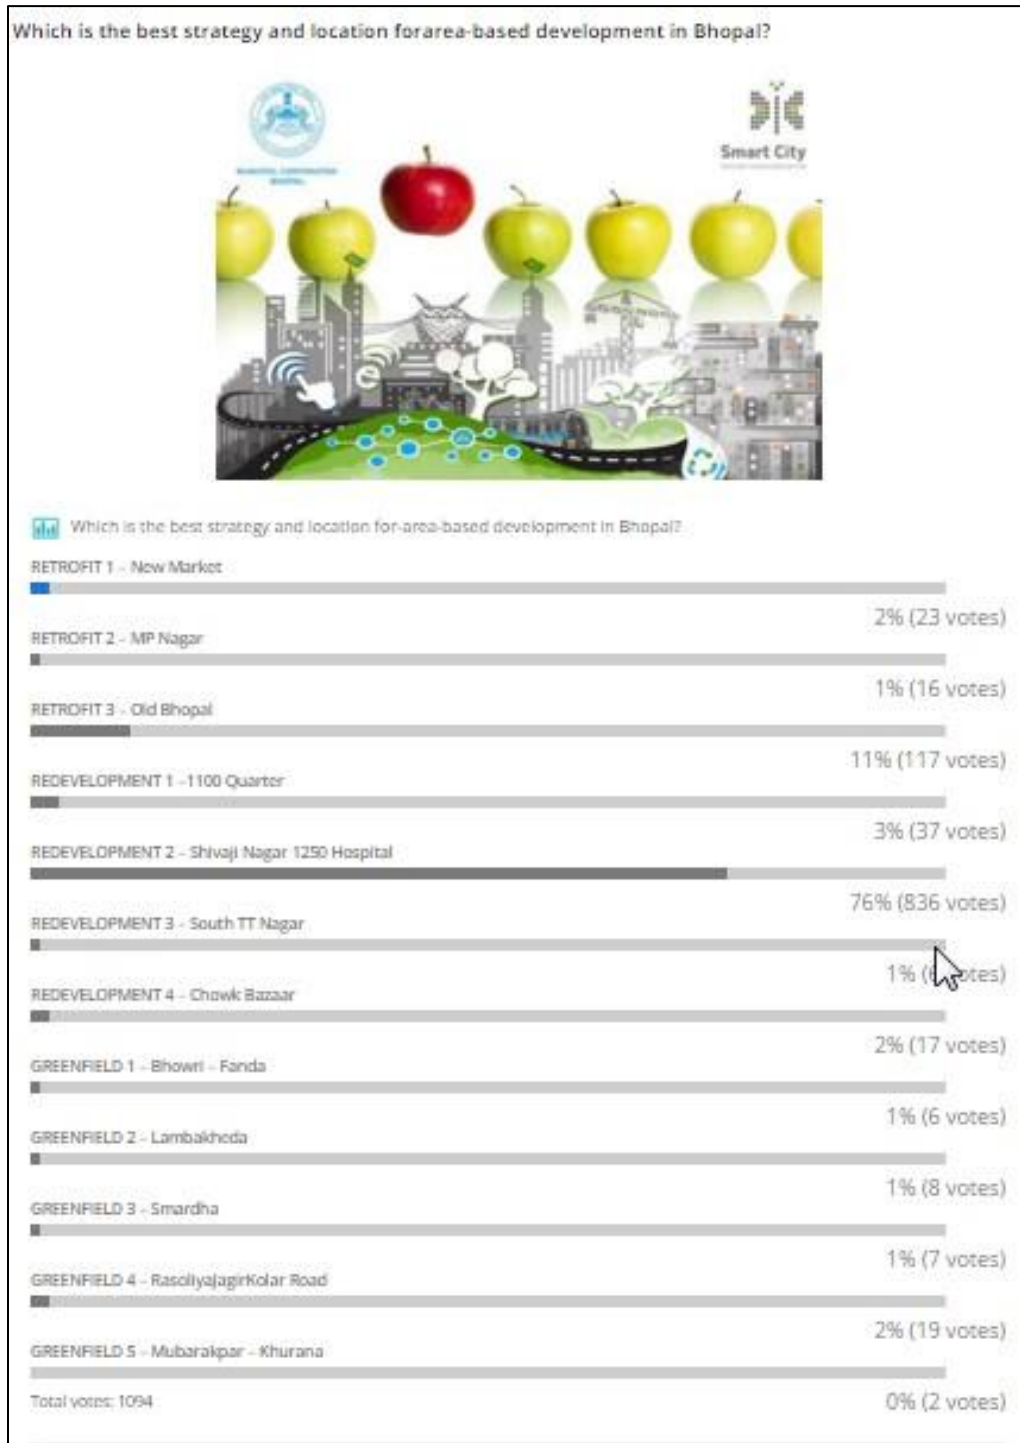 Which is the best strategy and location forarea-based development in Bhopal?
MUNICIPAL CORPORATION
BHOPAL
Smart City
Which is the best strategy and location for-area-based development in Bhopal?
RETROFIT 1 - New Market
2% (23 votes)
RETROFIT 2 - MP Nagar
1% (16 votes)
RETROFIT 3 - Old Bhopal
11% (117 votes)
REDEVELOPMENT 1 -1100 Quarter
3% (37 votes)
REDEVELOPMENT 2 - Shivaji Nagar 1250 Hospital
76% (836 votes)
REDEVELOPMENT 3 - South TT Nagar
1% (
REDEVELOPMENT 4 - Chowk Bazaar
2% (17 votes)
GREENFIELD 1 - Bhowri - Fanda
1% (6 votes)
GREENFIELD 2 - Lambakheda
1% (8 votes)
GREENFIELD 3 - Smardha
1% (7 votes)
GREENFIELD 4 - RasoliyaJagirKolar Road
2% (19 votes)
GREENFIELD 5 - Mubarakpar - Khurana
Total votes: 1094
0% (2 votes)